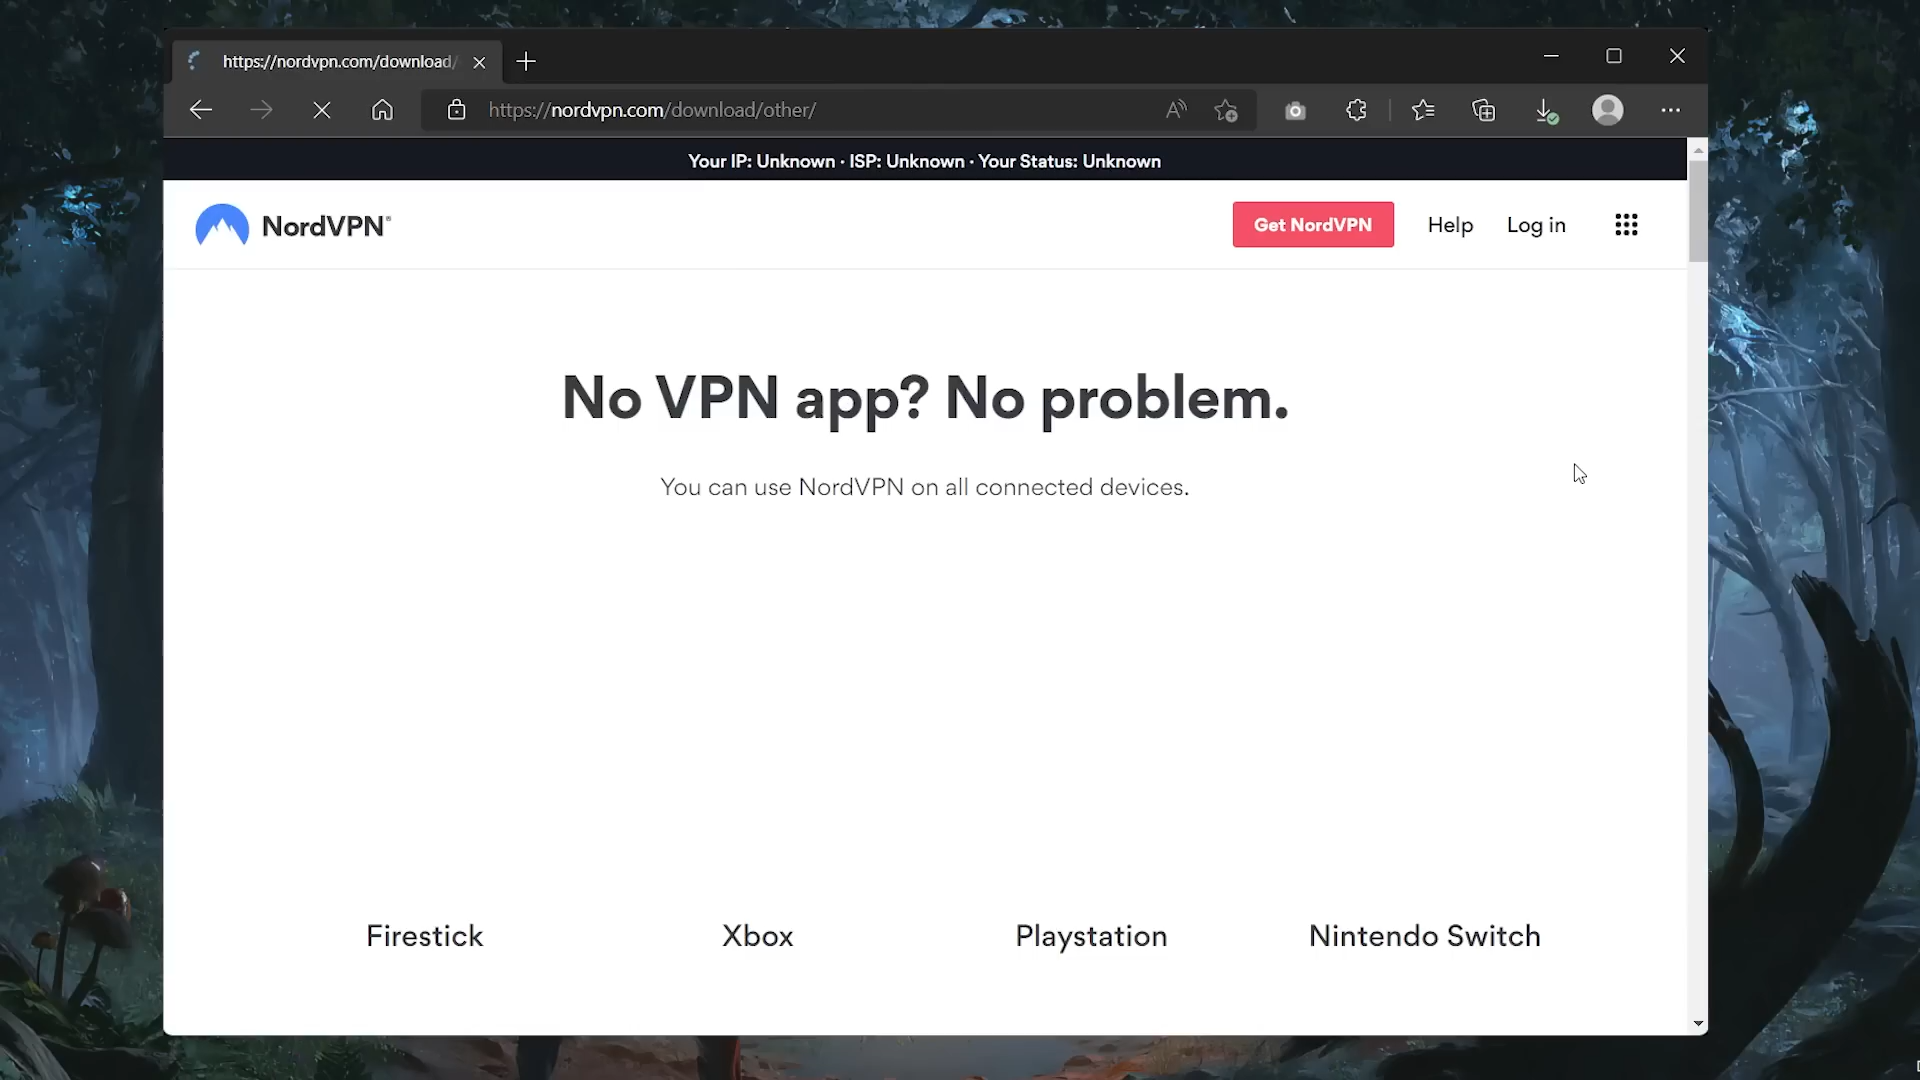 https://nordvpn.com/download/
https://nordvpn.com/download/other/
Your IP: Unknown · ISP: Unknown · Your Status: Unknown
NordVPN®
Get NordVPN
Help
Log in
No VPN app? No problem.
You can use NordVPN on all connected devices.
Firestick
Xbox
Playstation
Nintendo Switch